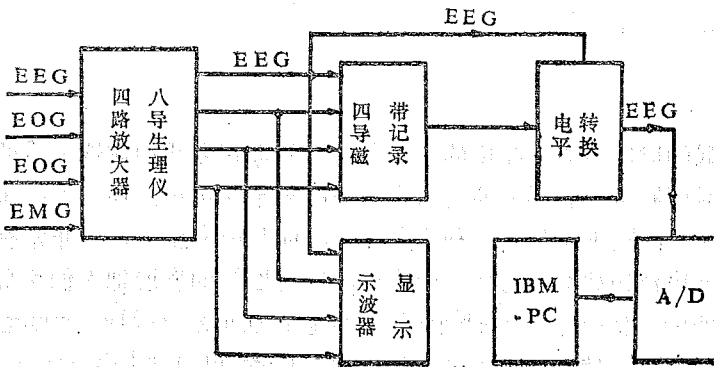 EEG
EEG
EOG
EOG
EMG
八导生理仪
四路放大器
EEG
带记录
四导磁
转换
电平
EEG
显示
示波器
IBM
-PC
A/D